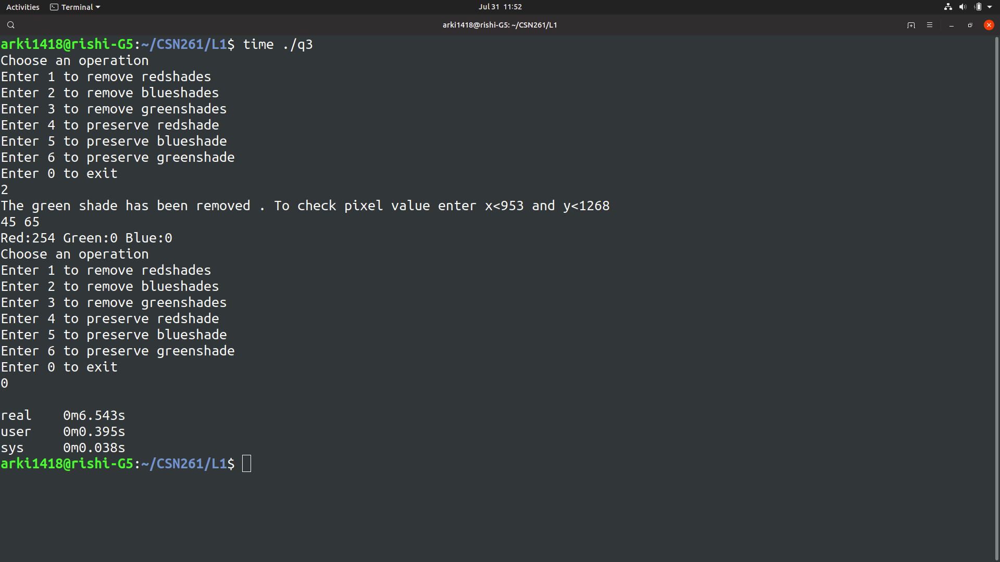 Activities Terminal Jul 31 11:52
arki1418@rishi-G5: ~/CSN261/L1
arki1418@rishi-G5:~/CSN261/L1$ time ./q3
Choose an operation
Enter 1 to remove redshades
Enter 2 to remove blueshades
Enter 3 to remove greenshades
Enter 4 to preserve redshade
Enter 5 to preserve blueshade
Enter 6 to preserve greenshade
Enter 0 to exit
2
The green shade has been removed . To check pixel value enter x<953 and y<1268
45 65
Red:254 Green:0 Blue:0
Choose an operation
Enter 1 to remove redshades
Enter 2 to remove blueshades
Enter 3 to remove greenshades
Enter 4 to preserve redshade
Enter 5 to preserve blueshade
Enter 6 to preserve greenshade
Enter 0 to exit
0
real 0m6.543s
user 0m0.395s
sys 0m0.038s
arki1418@rishi-G5:~/CSN261/L1$